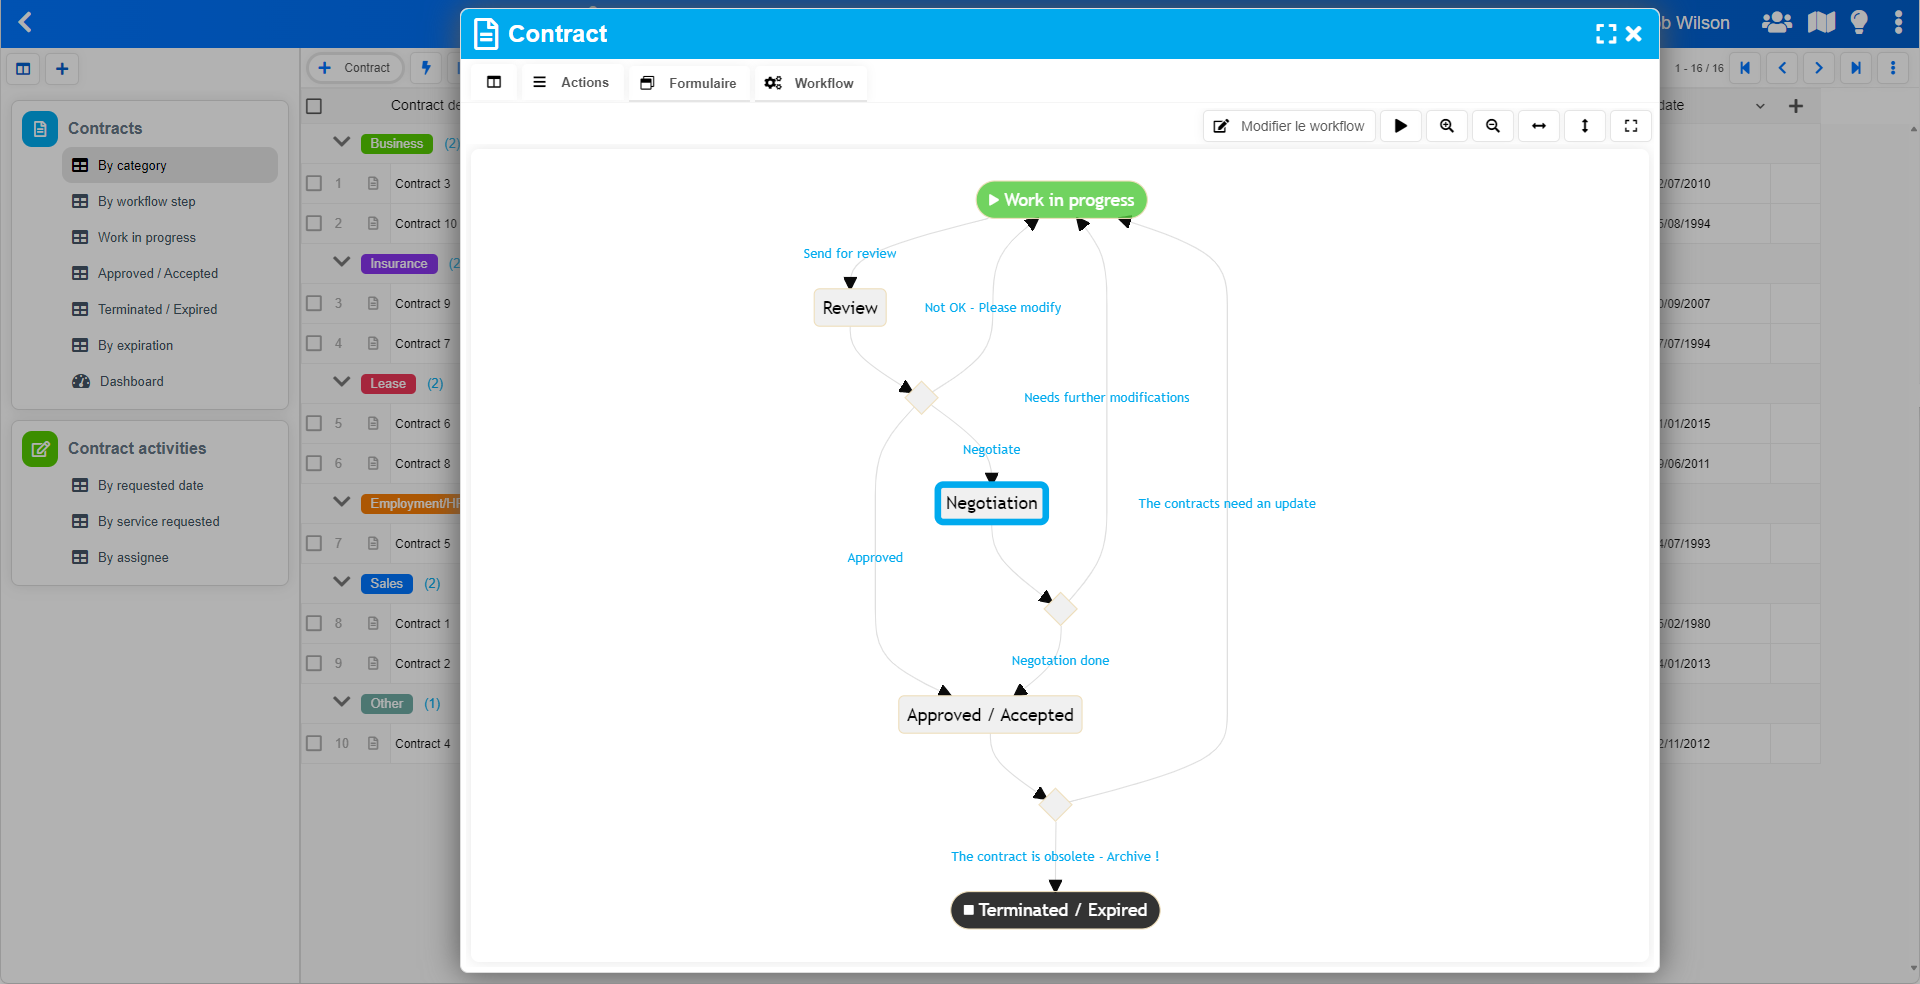 Contract
b Wilson
Contract
1 - 16 / 16
Actions
Formulaire
Workflow
Modifier le workflow
Contracts
By category
By workflow step
Work in progress
Approved / Accepted
Terminated / Expired
By expiration
Dashboard
Contract activities
By requested date
By service requested
By assignee
Contract de
date
Business (2)
1 Contract 3 2/07/2010
2 Contract 10 5/08/1994
Insurance (2
3 Contract 9 0/09/2007
4 Contract 7 7/07/1994
Lease (2)
5 Contract 6 1/01/2015
6 Contract 8 9/06/2011
Employment/HR
7 Contract 5 4/07/1993
Sales (2)
8 Contract 1 5/02/1980
9 Contract 2 4/01/2013
Other (1)
10 Contract 4 2/11/2012
Work in progress
Send for review
Review
Not OK - Please modify
Needs further modifications
Negotiate
Negotiation
The contracts need an update
Approved
Negotation done
Approved / Accepted
The contract is obsolete - Archive !
Terminated / Expired